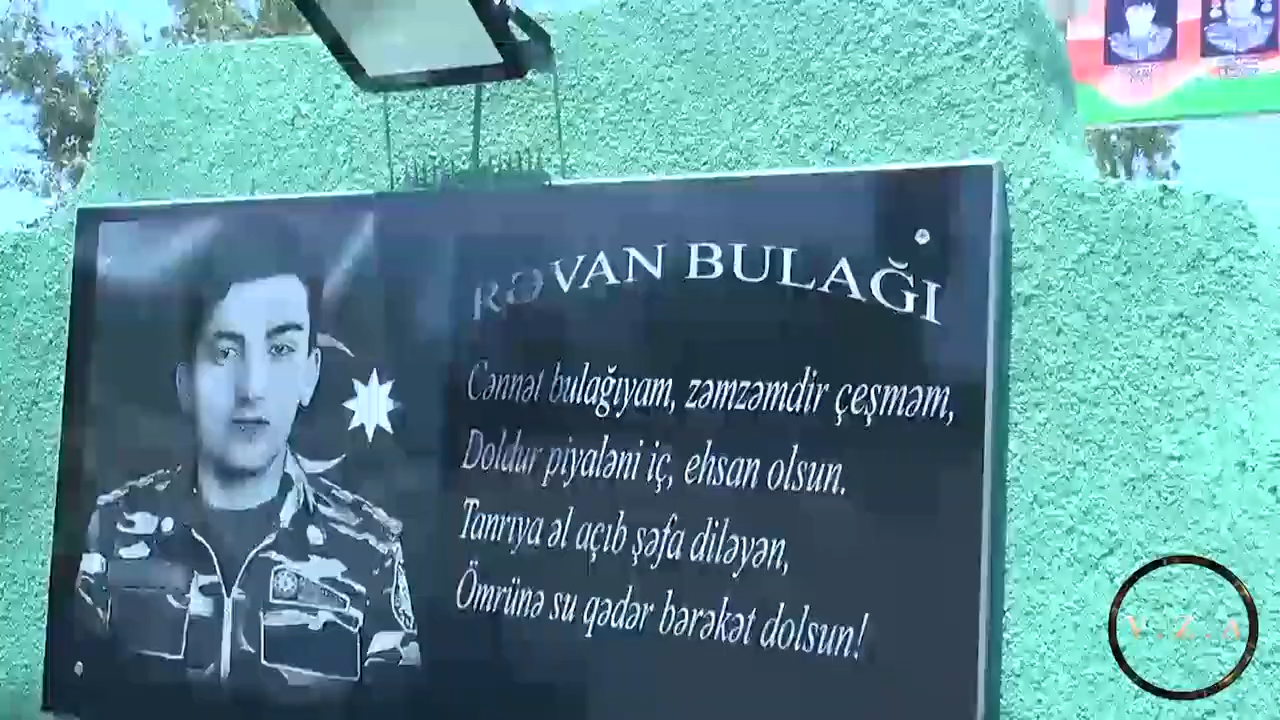 RƏVAN BULAĞI
Cənnət bulağıyam, zəmzəmdir çeşməm,
Doldur piyaləni iç, ehsan olsun.
Tanrıya əl açıb şəfa diləyən,
Ömrünə su qədər bərəkət dolsun!
V.Z.A